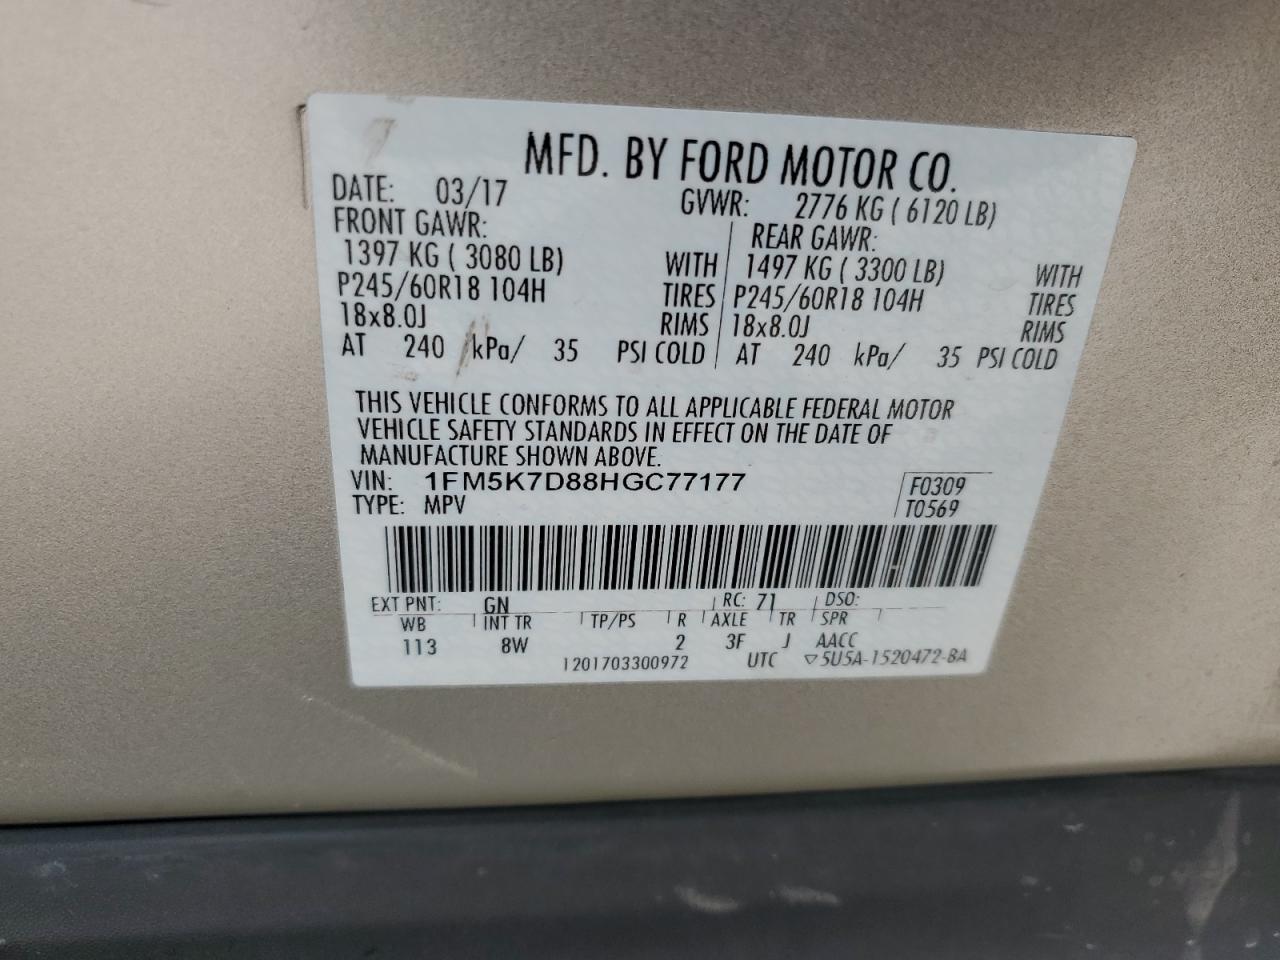 MFD. BY FORD MOTOR CO.
DATE: 03/17 GVWR: 2776 KG ( 6120 LB)
FRONT GAWR: REAR GAWR:
1397 KG ( 3080 LB) WITH 1497 KG ( 3300 LB) WITH
P245/60R18 104H TIRES P245/60R18 104H TIRES
18x8.0J RIMS 18x8.0J RIMS
AT 240 kPa/ 35 PSI COLD AT 240 kPa/ 35 PSI COLD
THIS VEHICLE CONFORMS TO ALL APPLICABLE FEDERAL MOTOR
VEHICLE SAFETY STANDARDS IN EFFECT ON THE DATE OF
MANUFACTURE SHOWN ABOVE.
VIN: 1FM5K7D88HGC77177 F0309
TYPE: MPV T0569
EXT PNT: GN RC: 71 DSO:
WB INT TR TP/PS R AXLE TR SPR
113 8W 2 3F J AACC
1201703300972 UTC ▽5U5A-1520472-BA